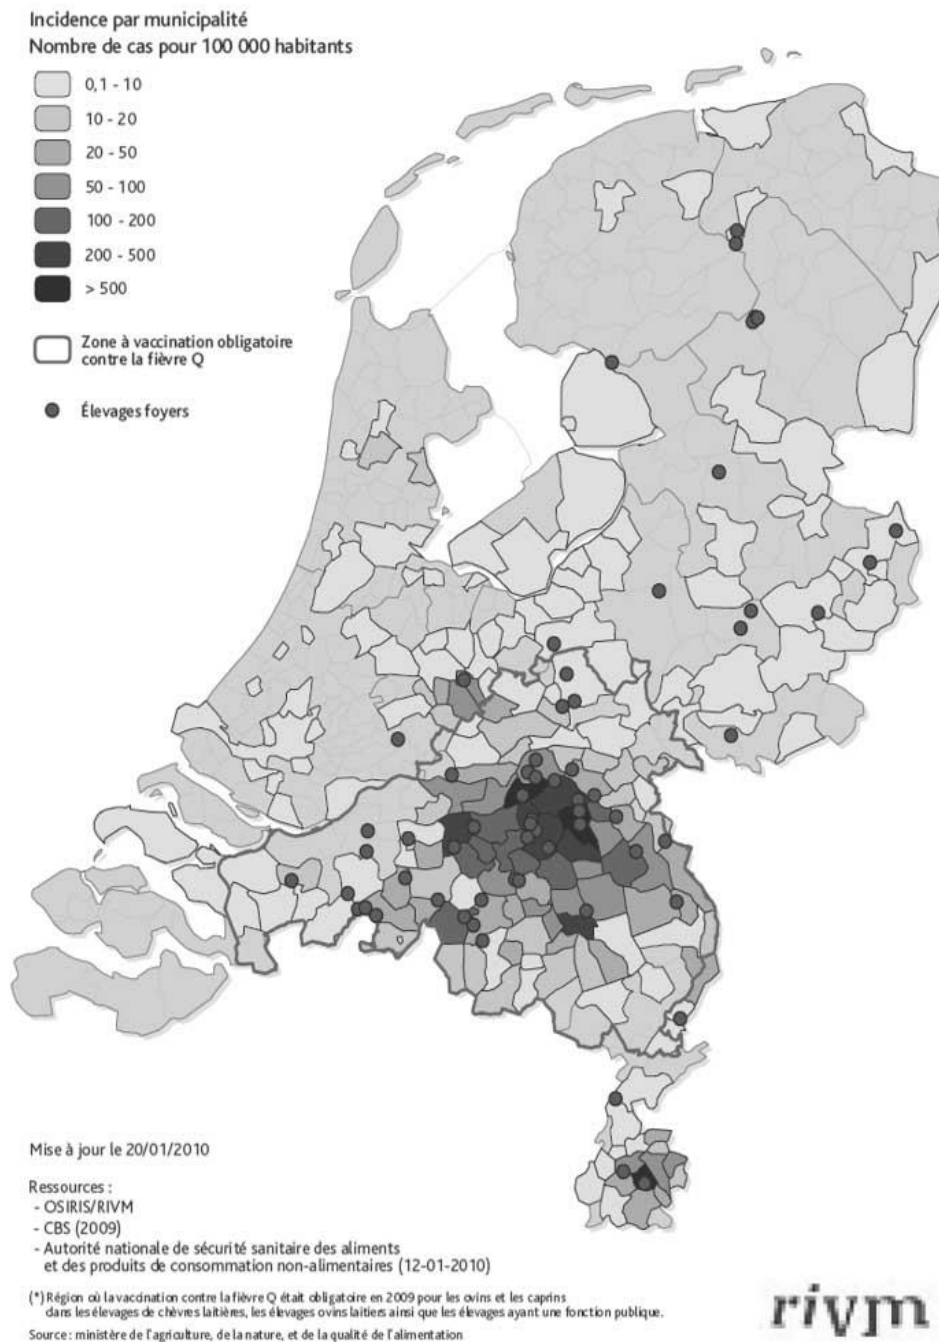 Incidence par municipalité
Nombre de cas pour 100 000 habitants
0,1 - 10
10 - 20
20 - 50
50 - 100
100 - 200
200 - 500
> 500
Zone à vaccination obligatoire
contre la fièvre Q
Élevages foyers
Mise à jour le 20/01/2010
Ressources :
- OSIRIS/RIVM
- CBS (2009)
- Autorité nationale de sécurité sanitaire des aliments
et des produits de consommation non-alimentaires (12-01-2010)
(*) Région où la vaccination contre la fièvre Q était obligatoire en 2009 pour les ovins et les caprins
dans les élevages de chèvres laitières, les élevages ovins laitiers ainsi que les élevages ayant une fonction publique.
Source : ministère de l'agriculture, de la nature, et de la qualité de l'alimentation
rivm